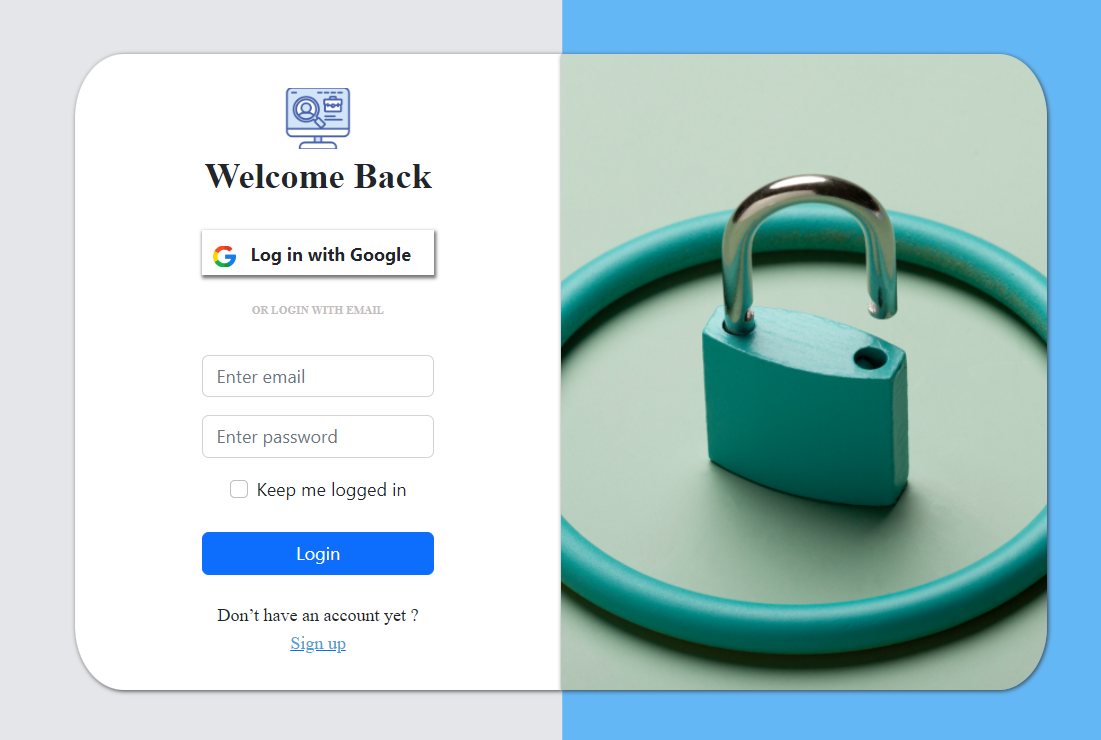 Welcome Back
Log in with Google
OR LOGIN WITH EMAIL
Enter email
Enter password
Keep me logged in
Login
Don’t have an account yet ?
Sign up